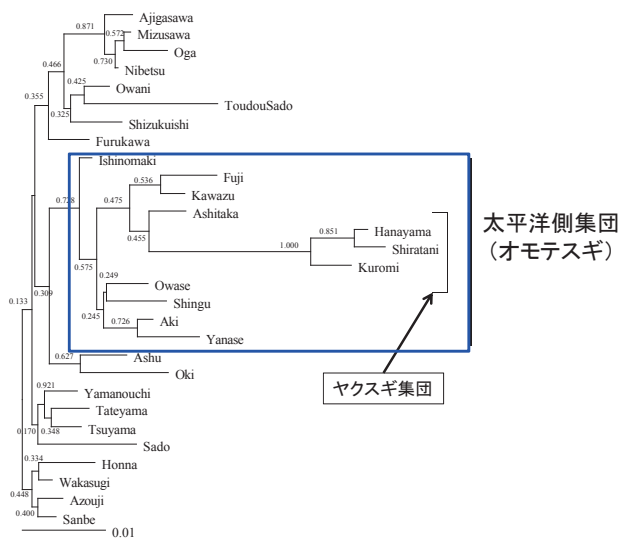 Ajigasawa
0.871
0.572
Mizusawa
Oga
0.730
Nibetsu
0.466
0.425
Owani
ToudouSado
0.355
0.325
Shizukuishi
Furukawa
Ishinomaki
0.536
Fuji
0.728
0.475
Kawazu
Ashitaka
0.455
0.851
Hanayama
1.000
Shiratani
Kuromi
太平洋側集団
(オモテスギ)
0.575
0.249
Owase
Shingu
0.309
0.245
0.726
Aki
0.133
Yanase
0.627
Ashu
Oki
ヤクスギ集団
0.921
Yamanouchi
Tateyama
0.170
0.348
Tsuyama
Sado
0.334
Honna
Wakasugi
0.448
Azouji
0.400
Sanbe
0.01